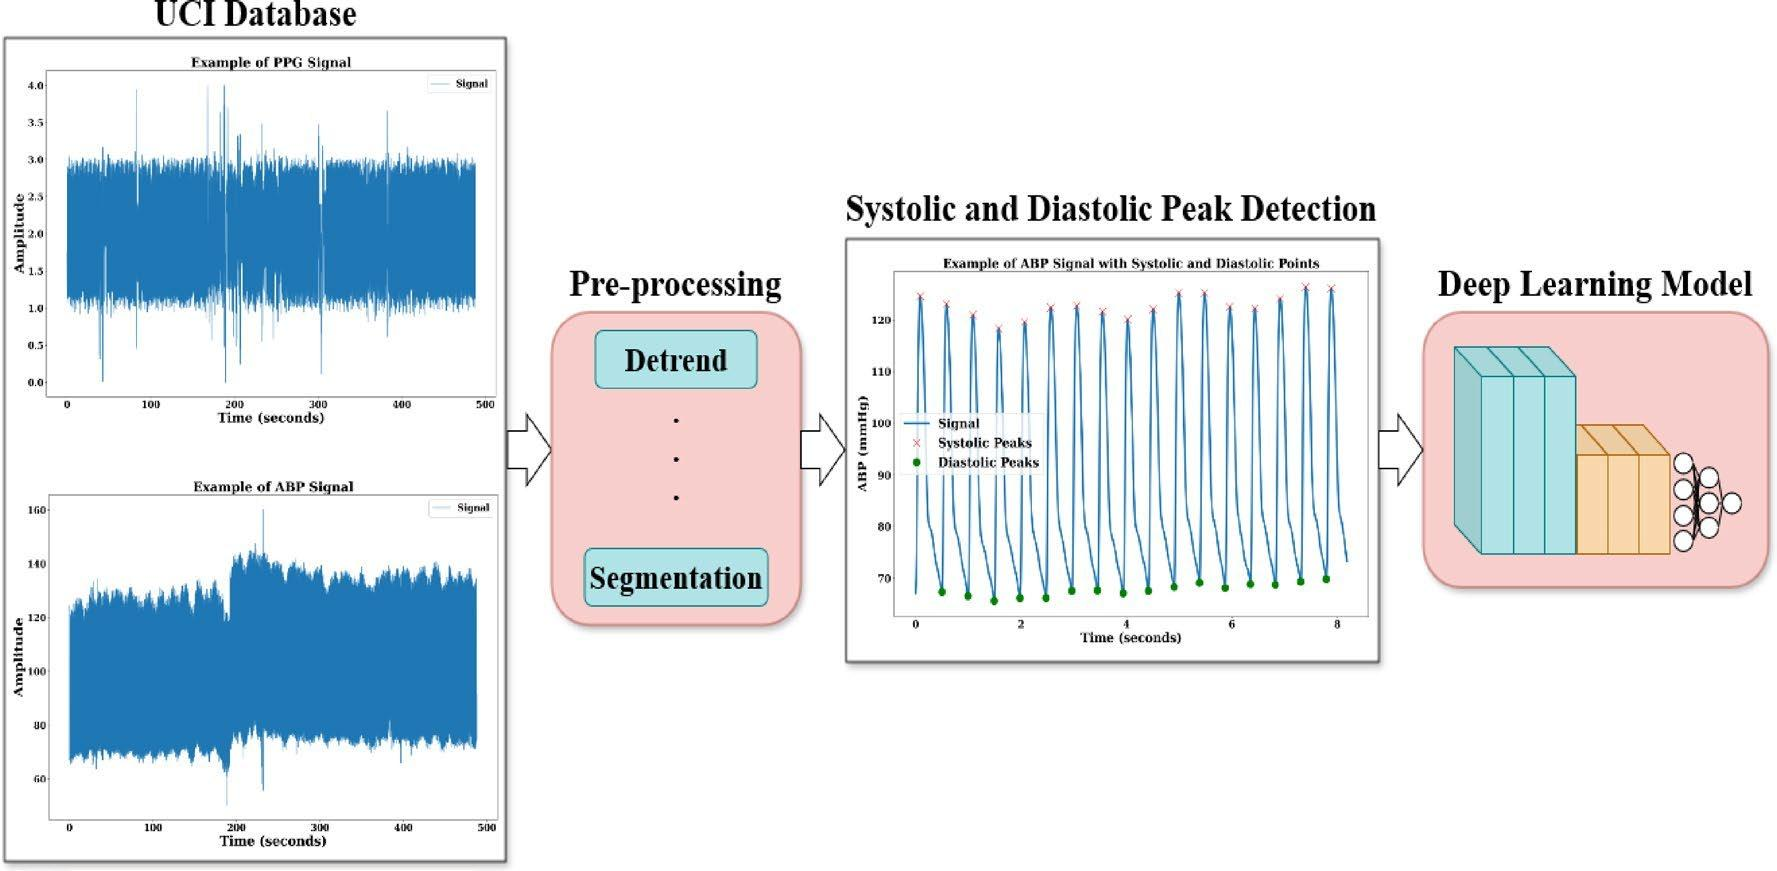 UCI Database
Example of PPG Signal
Signal
4.0
3.5
3.0
2.5
2.0
1.5
1.0
0.5
0.0
Amplitude
0 100 200 300 400 500
Time (seconds)
Example of ABP Signal
Signal
160
140
120
100
80
60
Amplitude
0 100 200 300 400 500
Time (seconds)
Pre-processing
Detrend
Segmentation
Systolic and Diastolic Peak Detection
Example of ABP Signal with Systolic and Diastolic Points
120
110
100
90
80
70
ABP (mmHg)
Signal
Systolic Peaks
Diastolic Peaks
0 2 4 6 8
Time (seconds)
Deep Learning Model